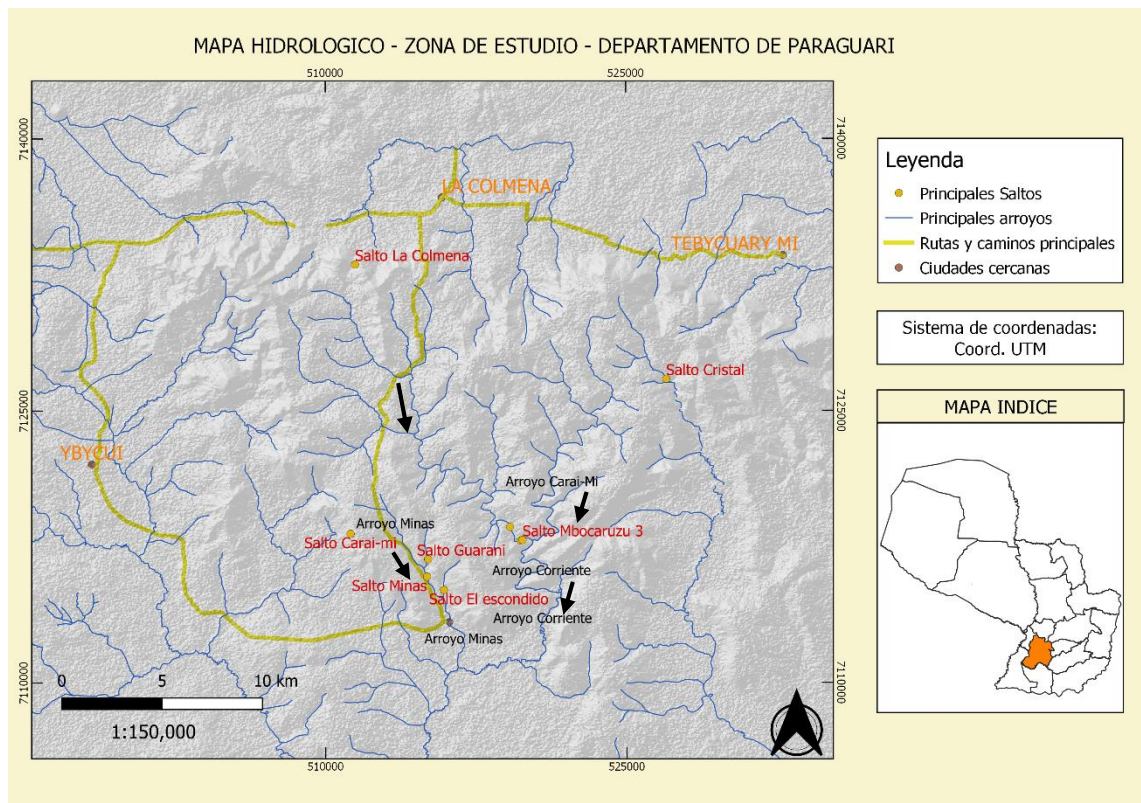 MAPA HIDROLOGICO - ZONA DE ESTUDIO - DEPARTAMENTO DE PARAGUARI
510000
525000
7140000
7140000
LA COLMENA
TEBYCUARY MI
Salto La Colmena
Salto Cristal
7125000
7125000
YBYCUI
Arroyo Carai-Mi
Arroyo Minas
Salto Mbocaruzu 3
Salto Carai-mi
Salto Guarani
Arroyo Corriente
Salto Minas
Salto El escondido
Arroyo Corriente
Arroyo Minas
7110000
7110000
0 5 10 km
1:150,000
510000
525000
Leyenda
Principales Saltos
Principales arroyos
Rutas y caminos principales
Ciudades cercanas
Sistema de coordenadas:
Coord. UTM
MAPA INDICE